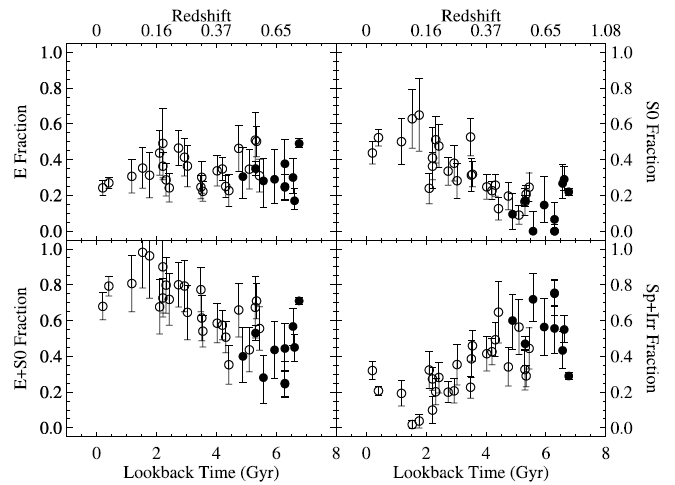 Redshift Redshift
0 0.16 0.37 0.65 0 0.16 0.37 0.65 1.08
1.0 1.0
0.8 0.8
0.6 0.6
0.4 0.4
0.2 0.2
0.0 0.0
E Fraction
S0 Fraction
1.0 1.0
0.8 0.8
0.6 0.6
0.4 0.4
0.2 0.2
0.0 0.0
E+S0 Fraction
Sp+Irr Fraction
0 2 4 6 8 0 2 4 6 8
Lookback Time (Gyr) Lookback Time (Gyr)